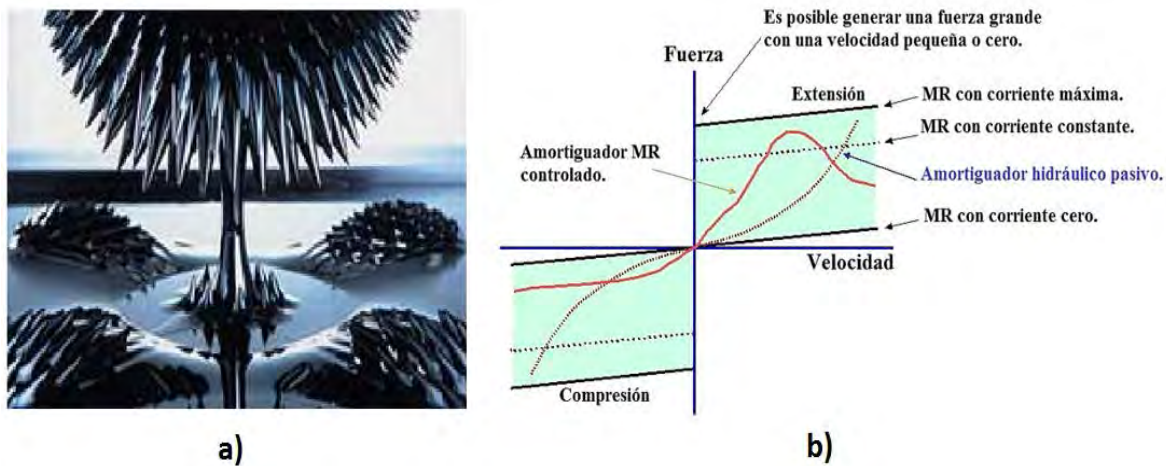 Es posible generar una fuerza grande
con una velocidad pequeña o cero.
Fuerza
Extensión
MR con corriente máxima.
MR con corriente constante.
Amortiguador MR
controlado.
Amortiguador hidráulico pasivo.
MR con corriente cero.
Velocidad
Compresión
a)
b)